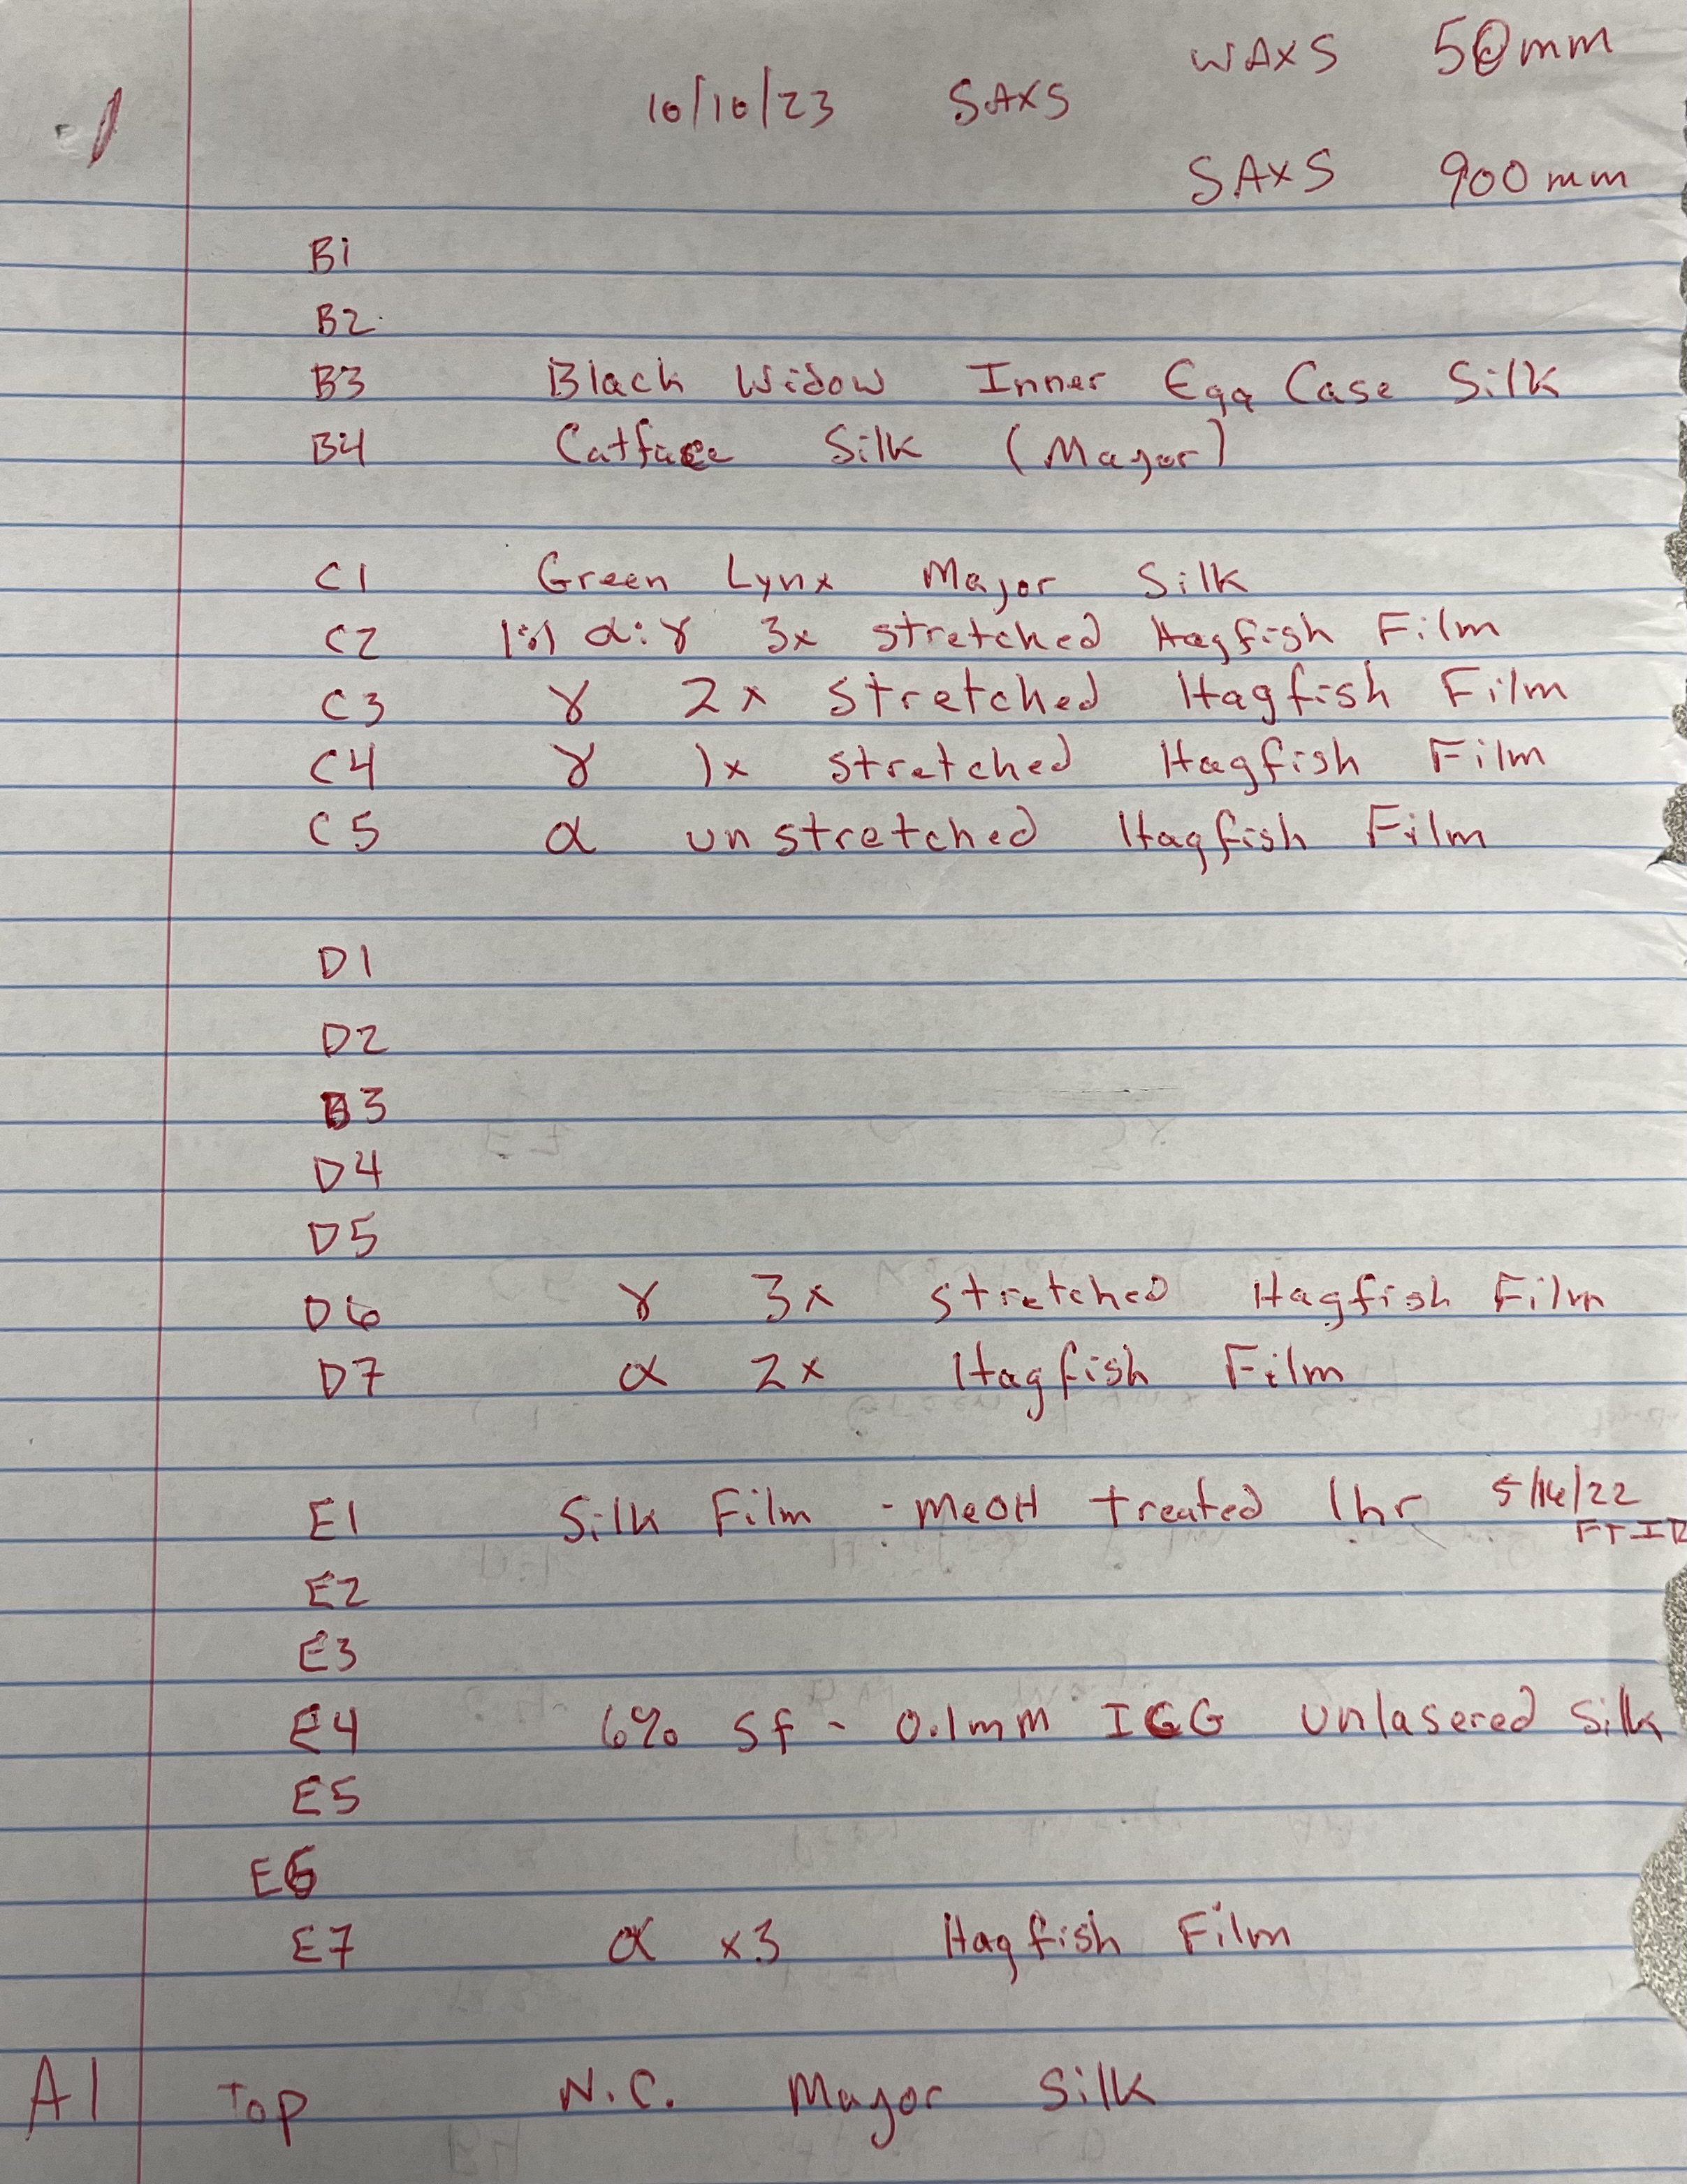 WAXS 50mm
10/10/23 SAXS
SAXS 900mm
B1
B2
B3 Black Widow Inner Egg Case Silk
B4 Catface Silk (Major)
C1 Green Lynx Major Silk
C2 1:1 α:γ 3x stretched Hagfish Film
C3 γ 2x stretched Hagfish Film
C4 γ 1x stretched Hagfish Film
C5 α unstretched Hagfish Film
D1
D2
D3
D4
D5
D6 γ 3x stretched Hagfish Film
D7 α 2x Hagfish Film
E1 Silk Film - MeOH treated 1hr 5/16/22
FTIR
E2
E3
E4 6% SF - 0.1mm ICG Unlasered Silk
E5
E6
E7 α x3 Hagfish Film
A1 Top N.C. Major Silk